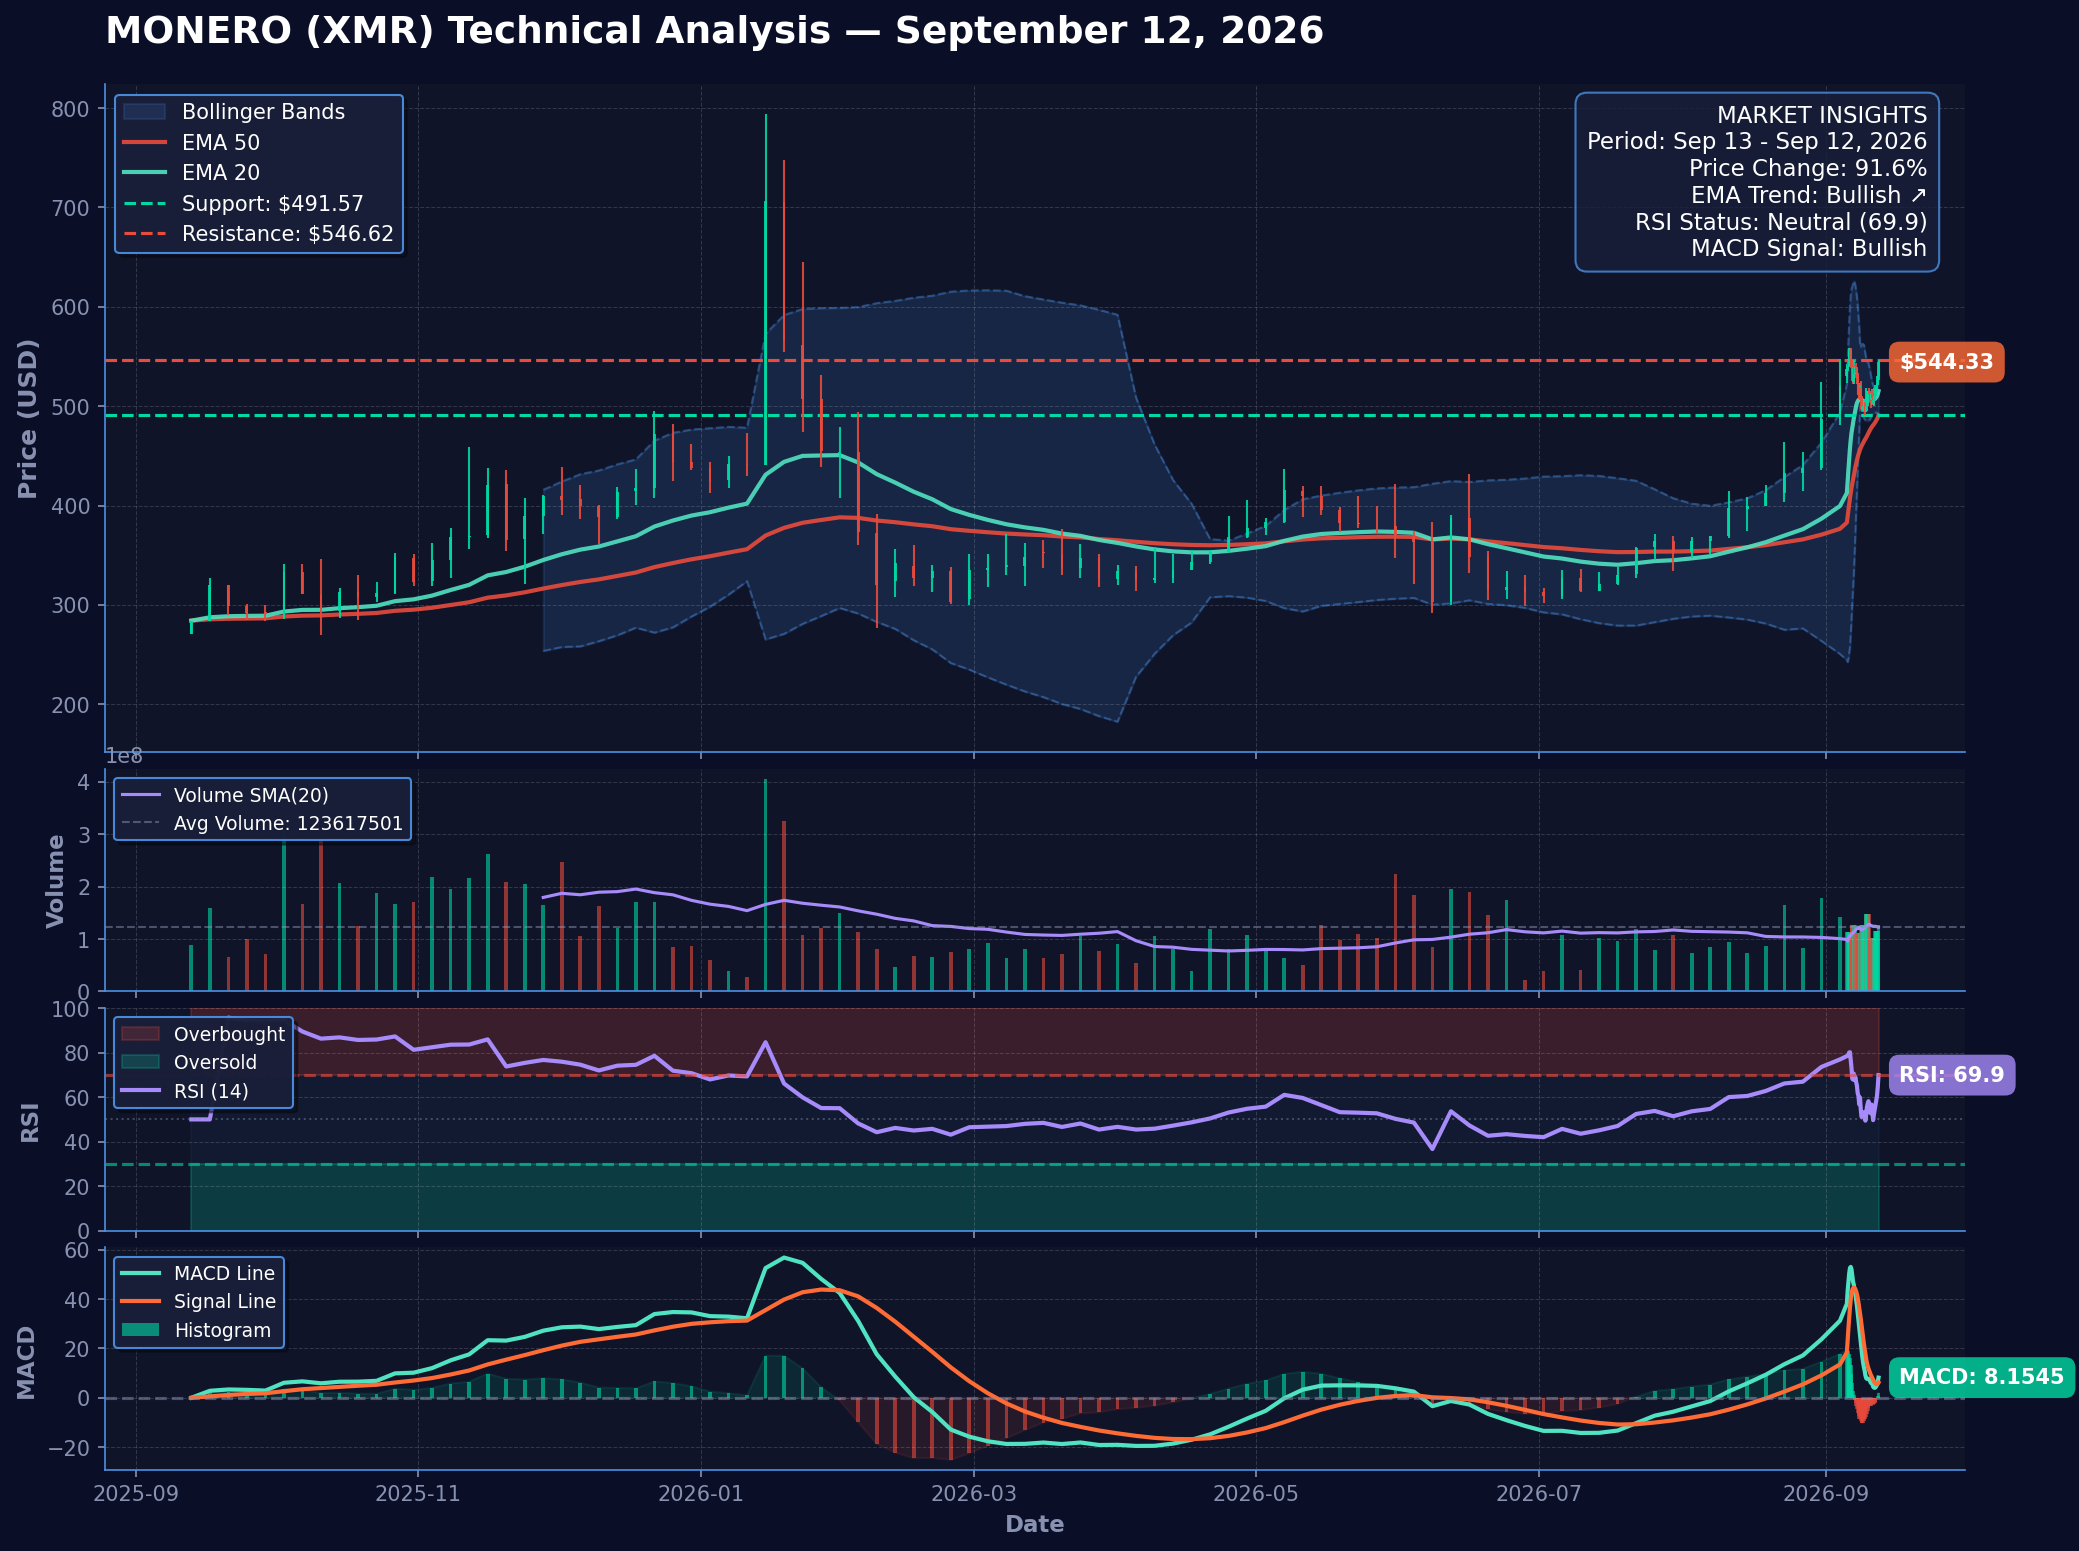 MONERO (XMR) Technical Analysis — September 12, 2026
Price (USD)
800
700
600
500
400
300
200
Bollinger Bands
EMA 50
EMA 20
Support: $491.57
Resistance: $546.62
MARKET INSIGHTS
Period: Sep 13 - Sep 12, 2026
Price Change: 91.6%
EMA Trend: Bullish ↗
RSI Status: Neutral (69.9)
MACD Signal: Bullish
$544.33
1e8
Volume
4
3
2
1
0
Volume SMA(20)
Avg Volume: 123617501
RSI
100
80
60
40
20
0
Overbought
Oversold
RSI (14)
RSI: 69.9
MACD
60
40
20
0
−20
MACD Line
Signal Line
Histogram
MACD: 8.1545
2025-09
2025-11
2026-01
2026-03
2026-05
2026-07
2026-09
Date